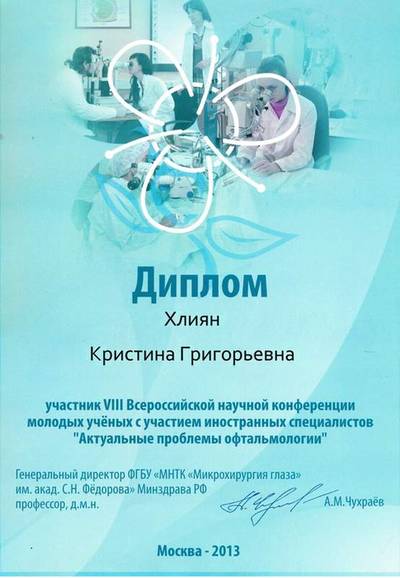 Диплом
Хлиян
Кристина Григорьевна
участник VIII Всероссийской научной конференции
молодых учёных с участием иностранных специалистов
"Актуальные проблемы офтальмологии"
Генеральный директор ФГБУ «МНТК «Микрохирургия глаза»
им. акад. С.Н. Фёдорова» Минздрава РФ
профессор, д.м.н.
А.М.Чухраёв
Москва - 2013